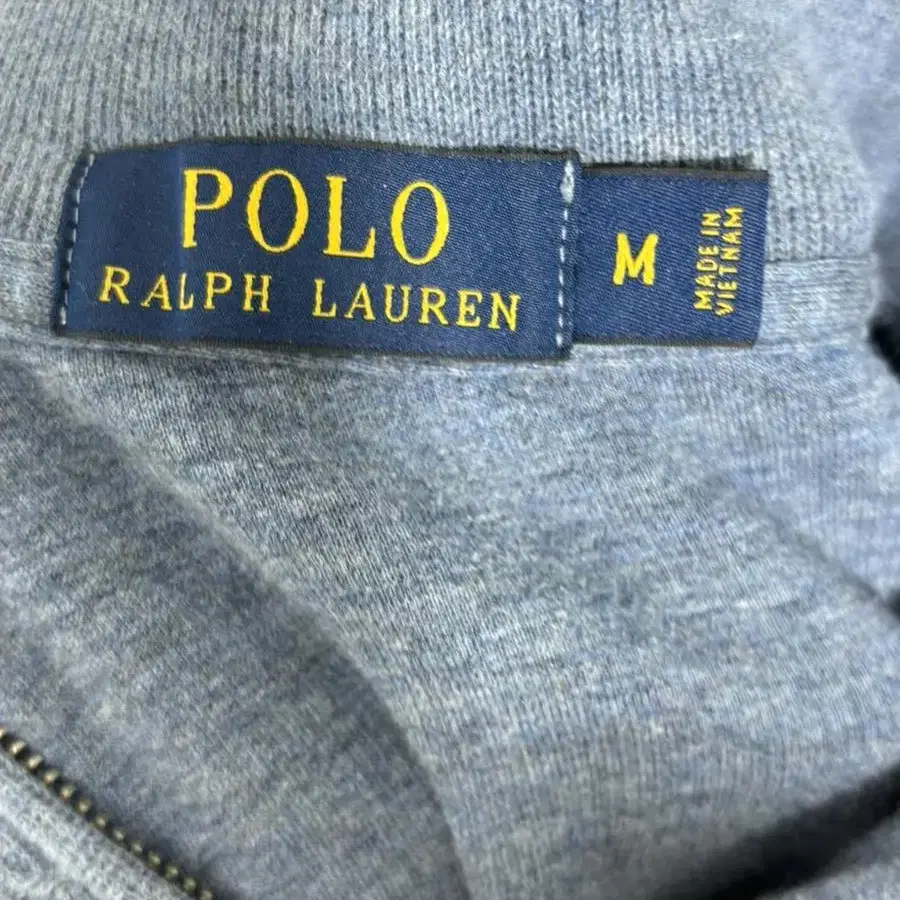 POLO
RALPH LAUREN
M
MADE IN
VIETNAM